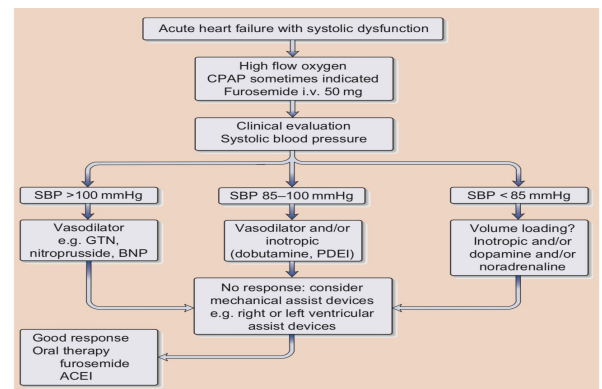 Acute heart failure with systolic dysfunction
High flow oxygen
CPAP sometimes indicated
Furosemide i.v. 50 mg
Clinical evaluation
Systolic blood pressure
SBP >100 mmHg
SBP 85–100 mmHg
SBP < 85 mmHg
Vasodilator
e.g. GTN,
nitroprusside, BNP
Vasodilator and/or
inotropic
(dobutamine, PDEI)
Volume loading?
Inotropic and/or
dopamine and/or
noradrenaline
No response: consider
mechanical assist devices
e.g. right or left ventricular
assist devices
Good response
Oral therapy
furosemide
ACEI